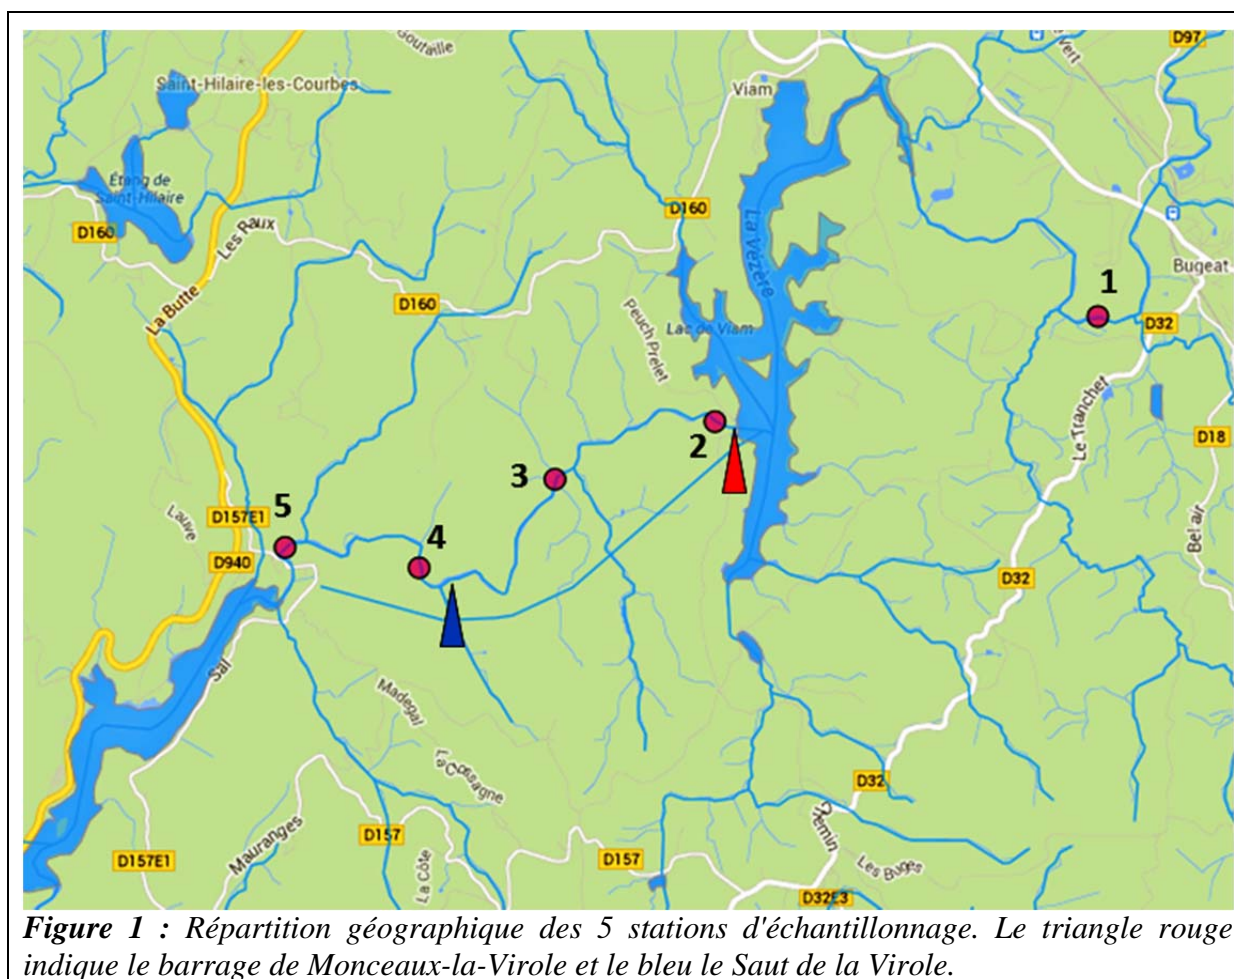 Goutaille
Vert
D97
Saint-Hilaire-les-Courbes
Viam
Étang de
Saint-Hilaire
D160
D160
Les Raux
La Vézère
Bugeat
1
D160
La Butte
D32
Lac de Viam
Peuch Prelet
Le Tranchet
2
D18
3
5
Lauve
D157E1
4
Bel air
D940
D32
Sal
Madegal
La Cassagne
D32
D157
Mauranges
D157E1
La Côte
D157
Les Buges
D32E3
Figure 1 : Répartition géographique des 5 stations d'échantillonnage. Le triangle rouge
indique le barrage de Monceaux-la-Virole et le bleu le Saut de la Virole.